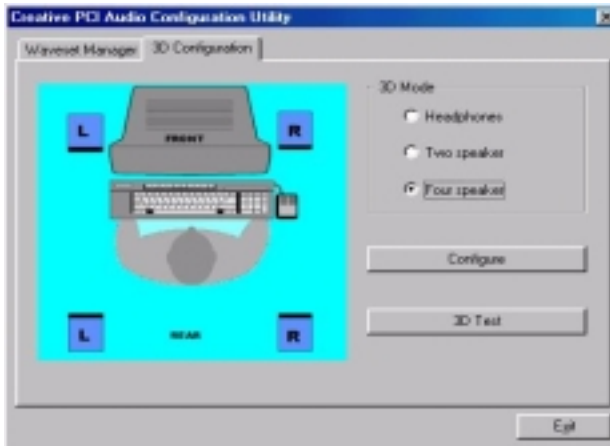 Creative PCI Audio Configuration Utility
Waveset Manager
3D Configuration
L
FRONT
R
3D Mode
Headphones
Two speaker
Four speaker
Configure
3D Test
L
REAR
R
Exit